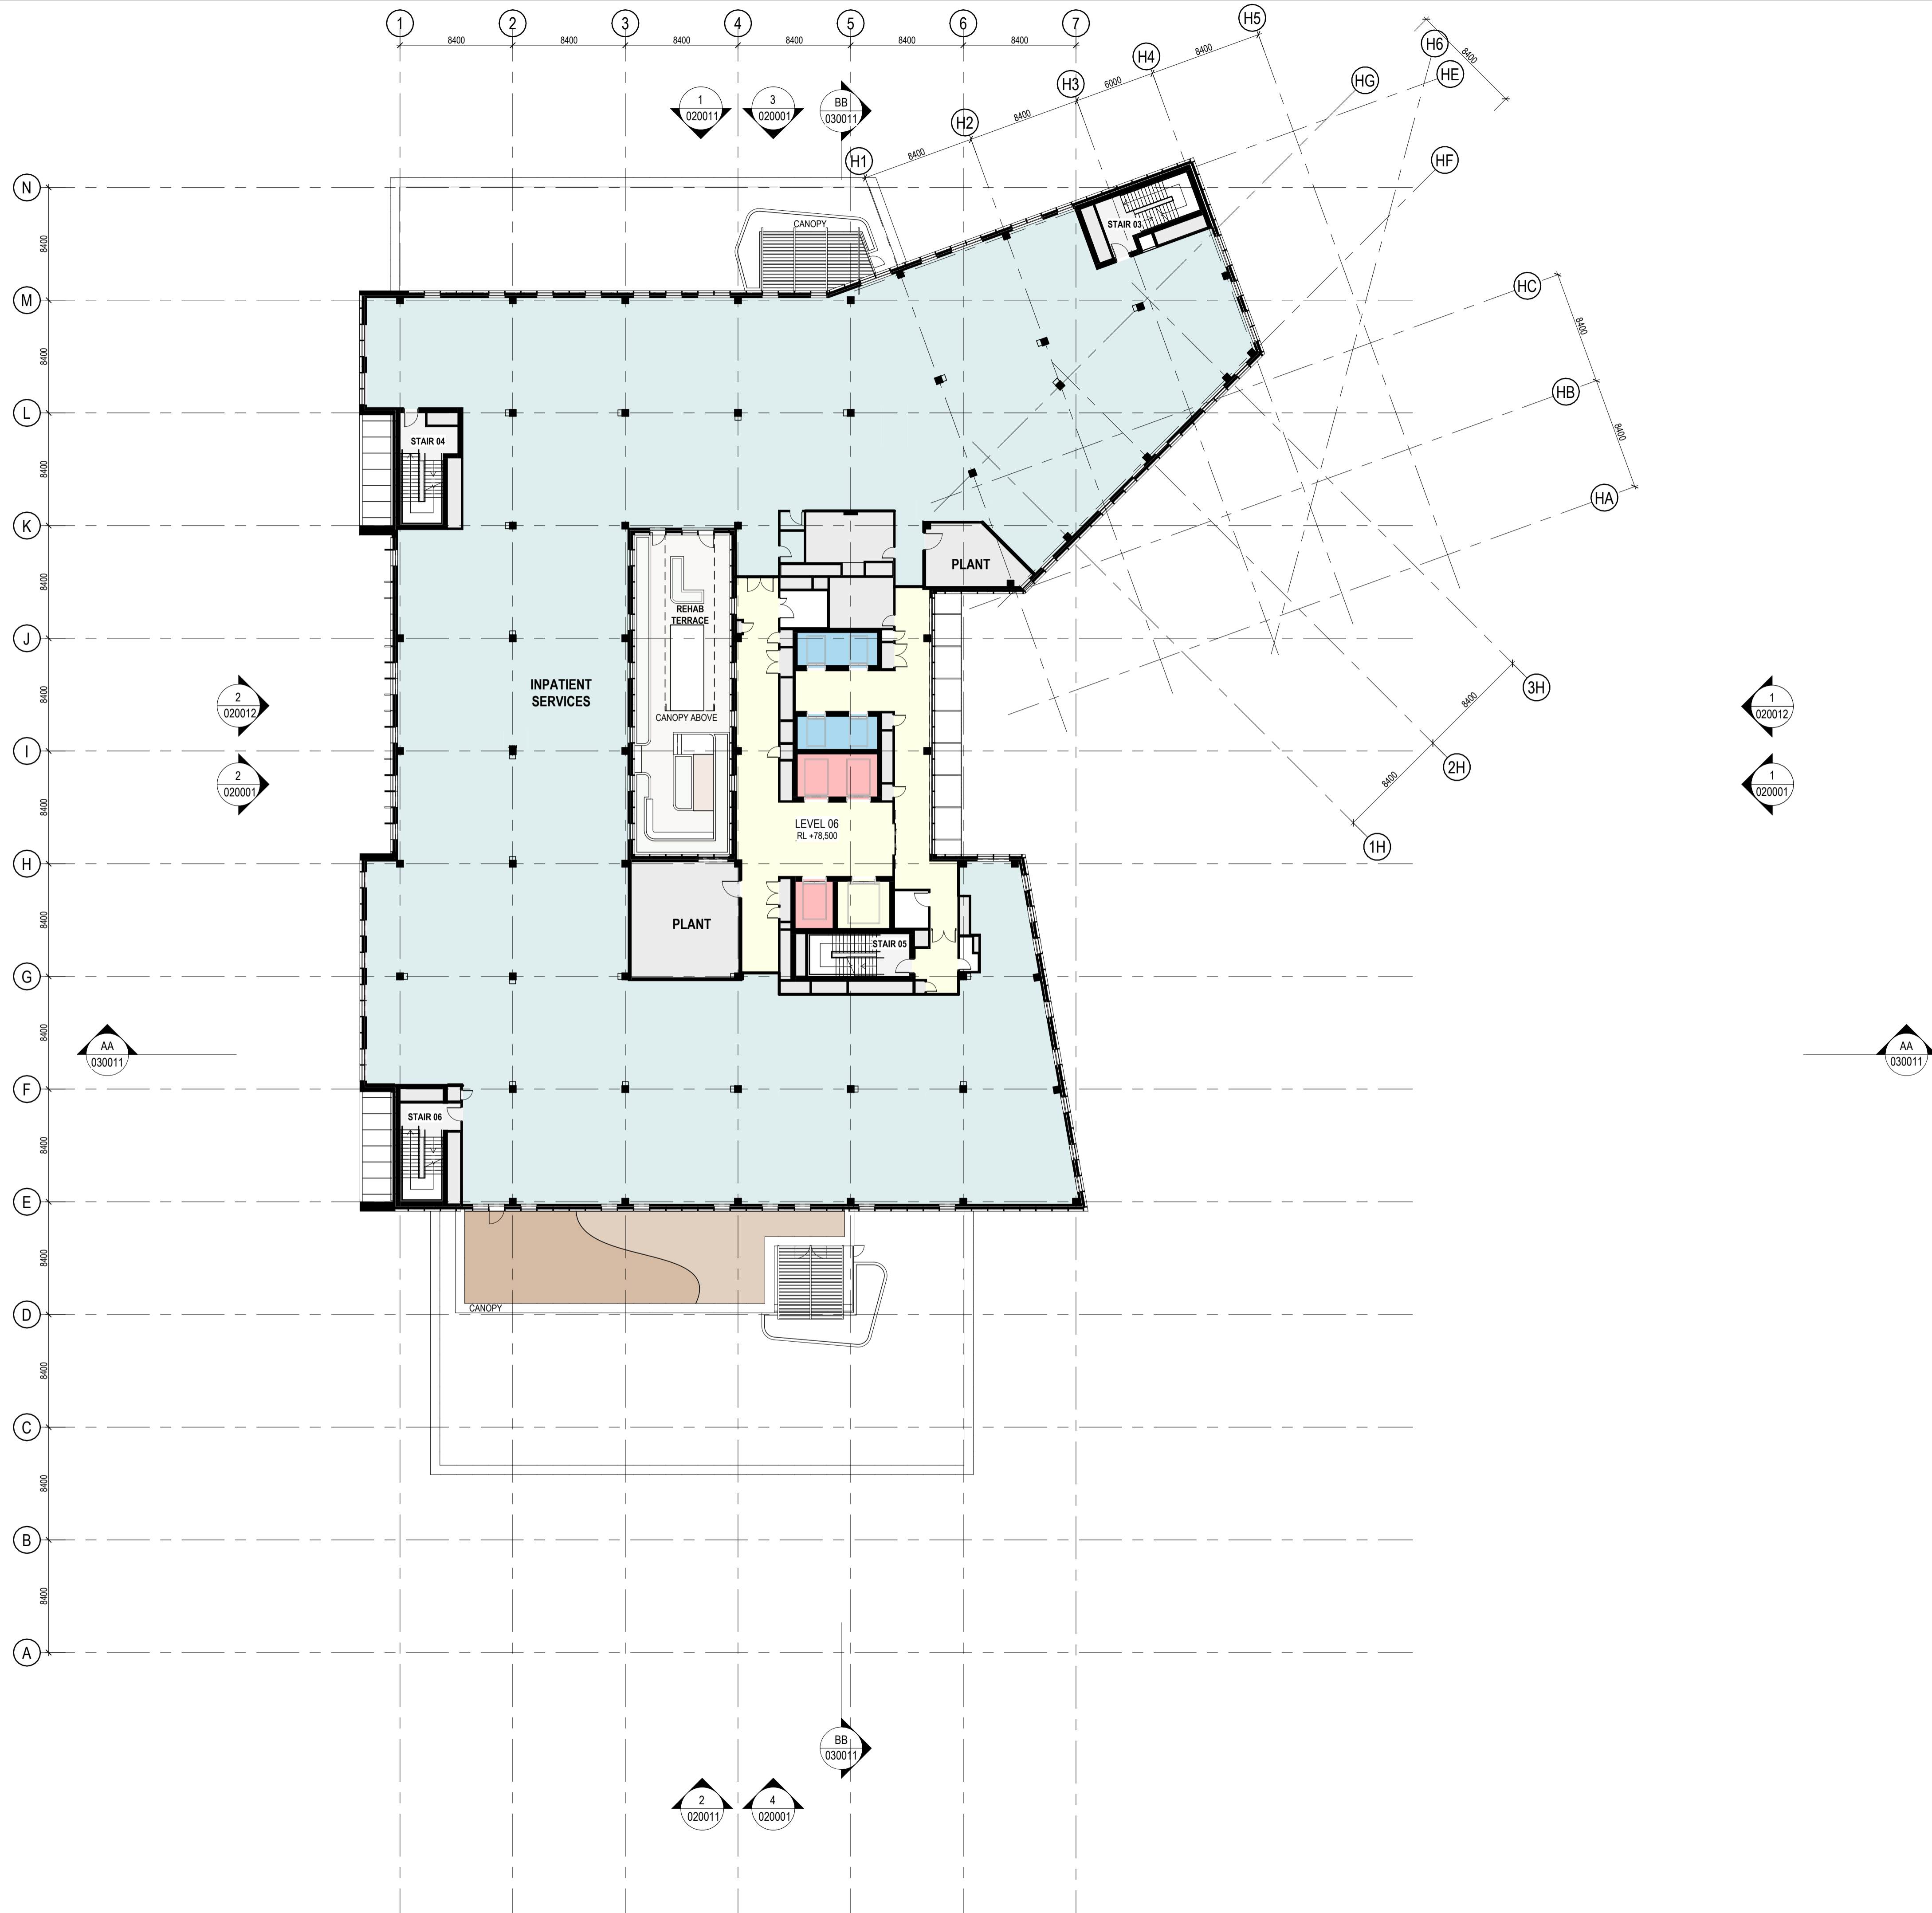 1 2 3 4 5 6 7
8400 8400 8400 8400 8400 8400
H5
H6
8400
HE
H4
8400
HG
H3
6000
H2
8400
H1
8400
HF
1
020011
3
020001
BB
030011
N
8400
M
8400
L
8400
K
8400
J
8400
I
8400
H
8400
G
8400
F
8400
E
8400
D
8400
C
8400
B
8400
A
CANOPY
STAIR 03
HC
8400
HB
8400
HA
STAIR 04
PLANT
REHAB
TERRACE
INPATIENT
SERVICES
CANOPY ABOVE
3H
8400
2H
8400
1H
2
020012
2
020001
1
020012
1
020001
LEVEL 06
RL +78,500
PLANT
STAIR 05
AA
030011
AA
030011
STAIR 06
CANOPY
BB
030011
2
020011
4
020001